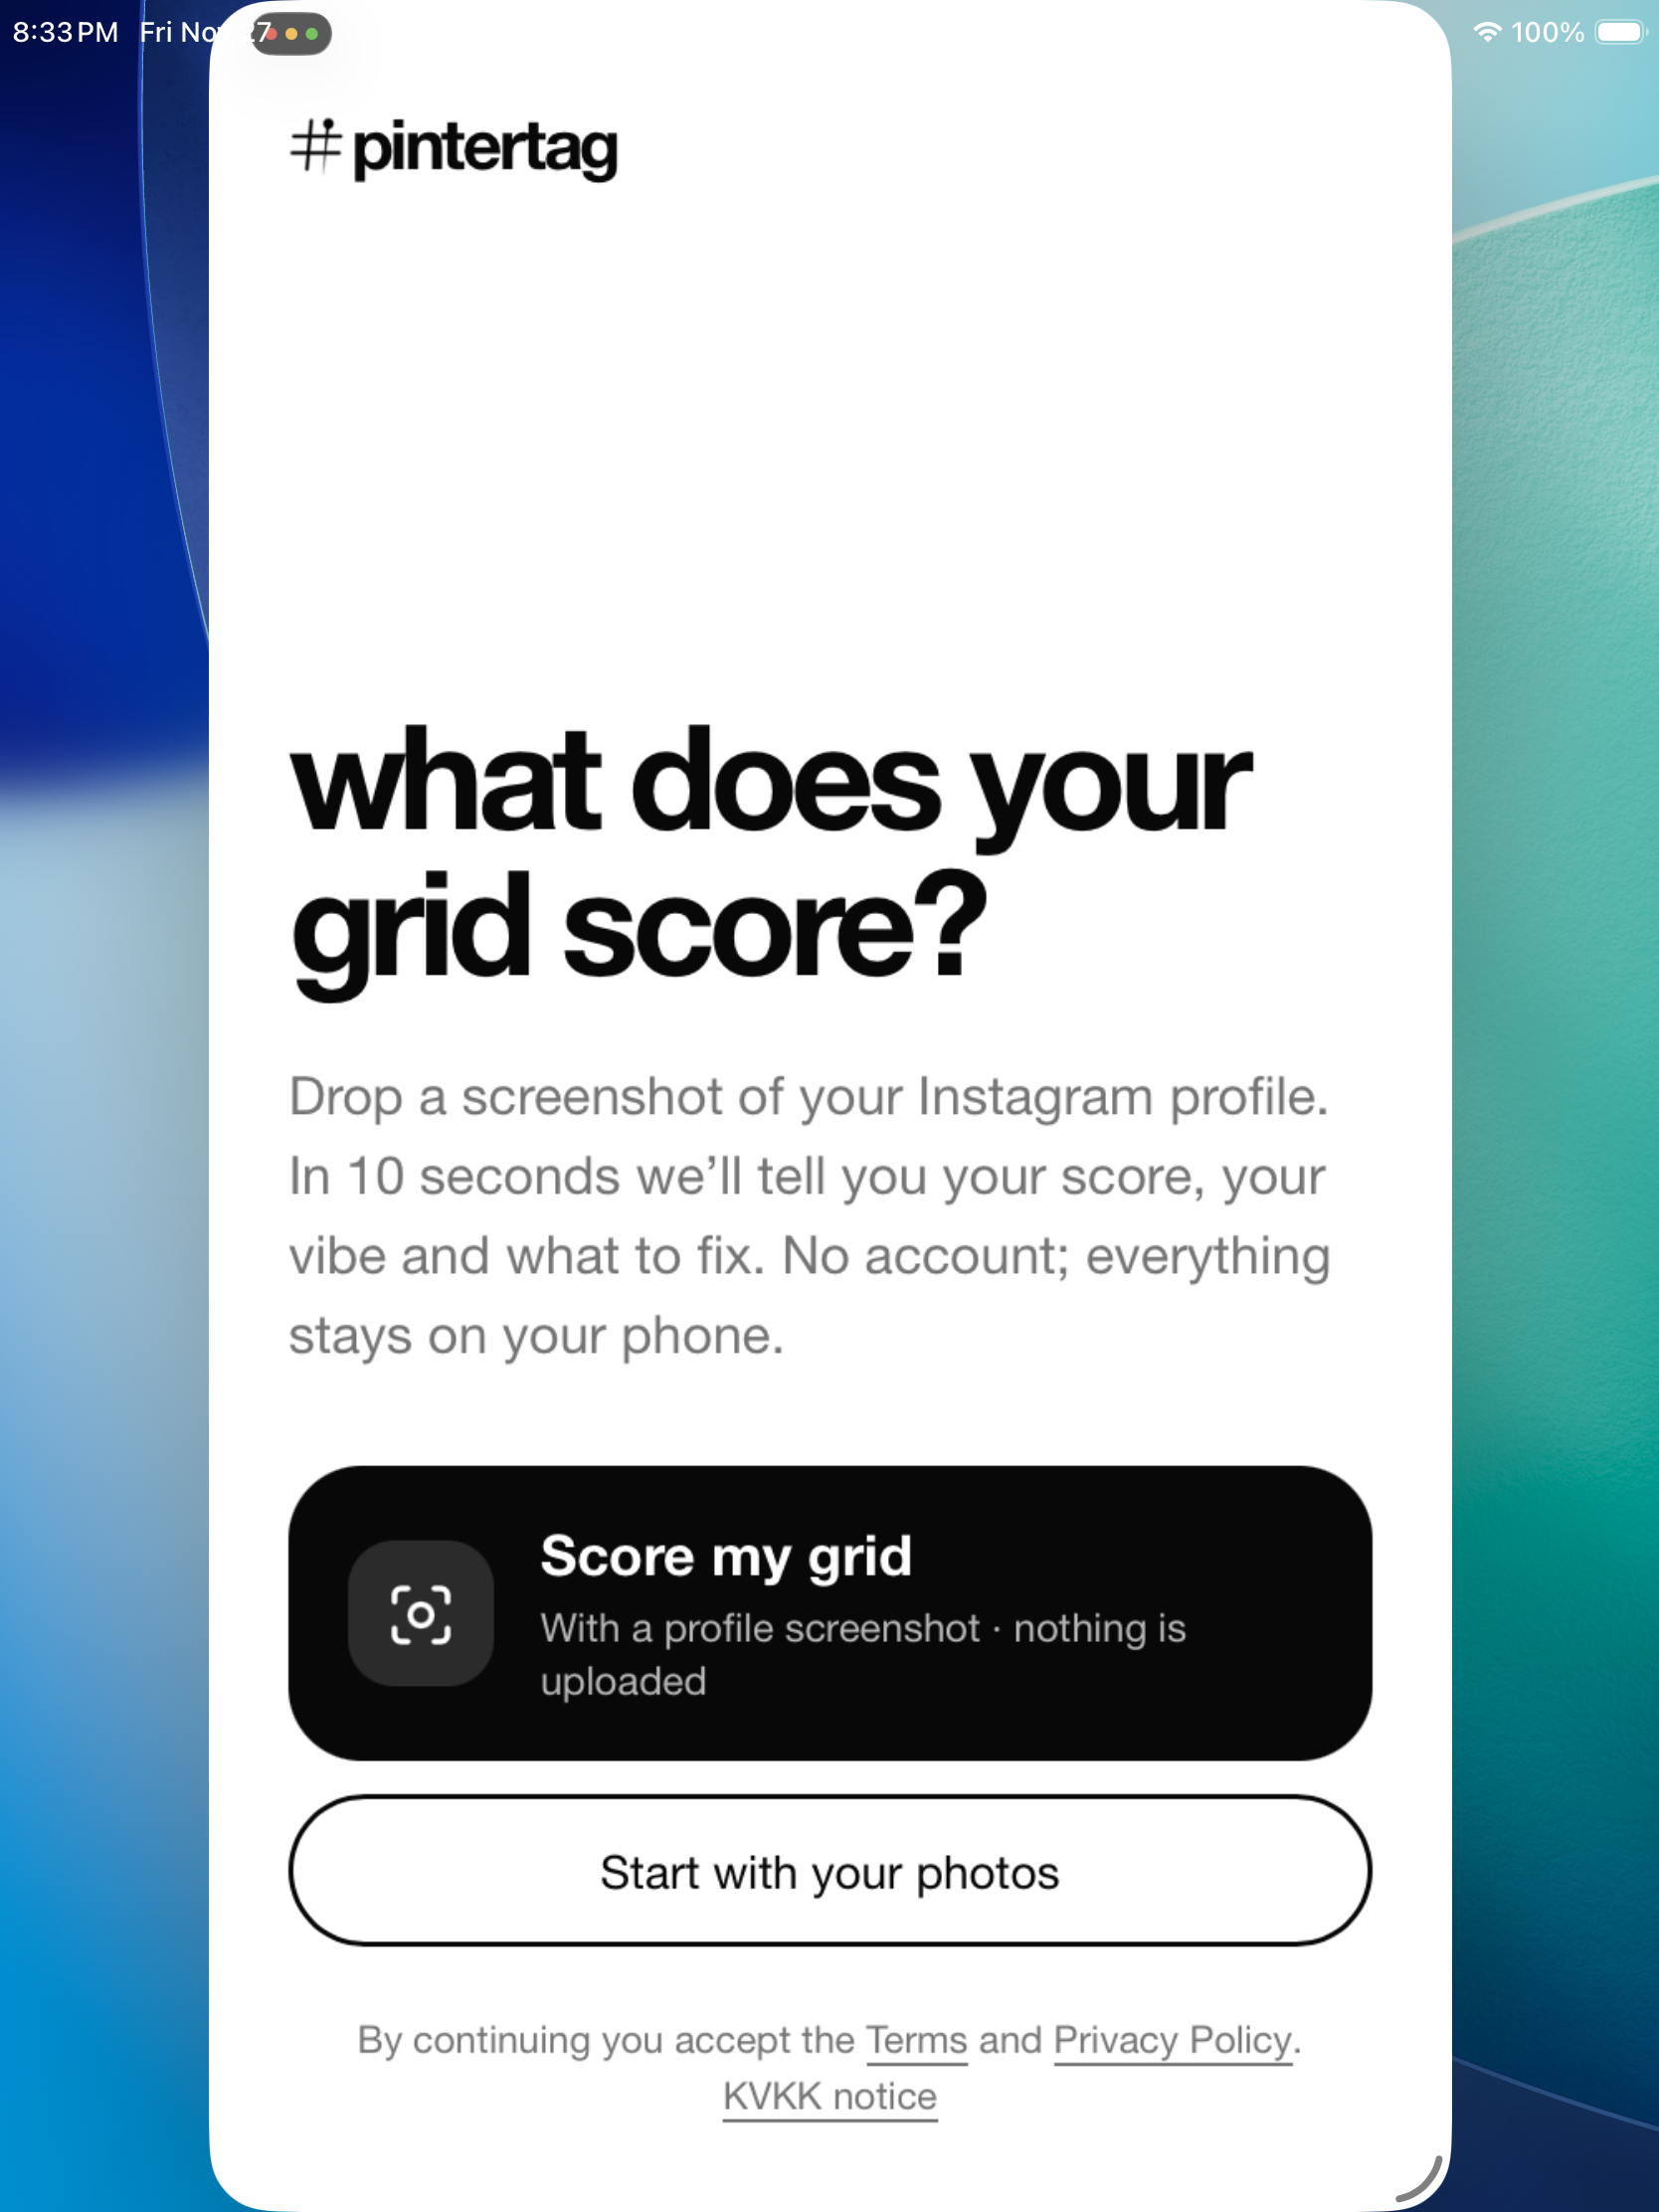 8:33 PM Fri Nov 7 100%
#pintertag
what does your
grid score?
Drop a screenshot of your Instagram profile.
In 10 seconds we’ll tell you your score, your
vibe and what to fix. No account; everything
stays on your phone.
Score my grid
With a profile screenshot · nothing is
uploaded
Start with your photos
By continuing you accept the Terms and Privacy Policy.
KVKK notice